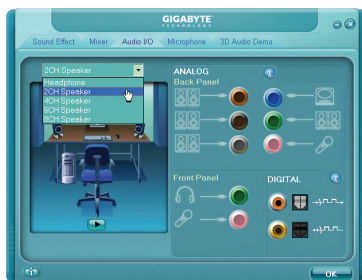 GIGABYTE
TECHNOLOGY
Sound Effect Mixer Audio I/O Microphone 3D Audio Demo
2CH Speaker
Headphone
2CH Speaker
4CH Speaker
6CH Speaker
8CH Speaker
ANALOG
Back Panel
Front Panel
DIGITAL
OK